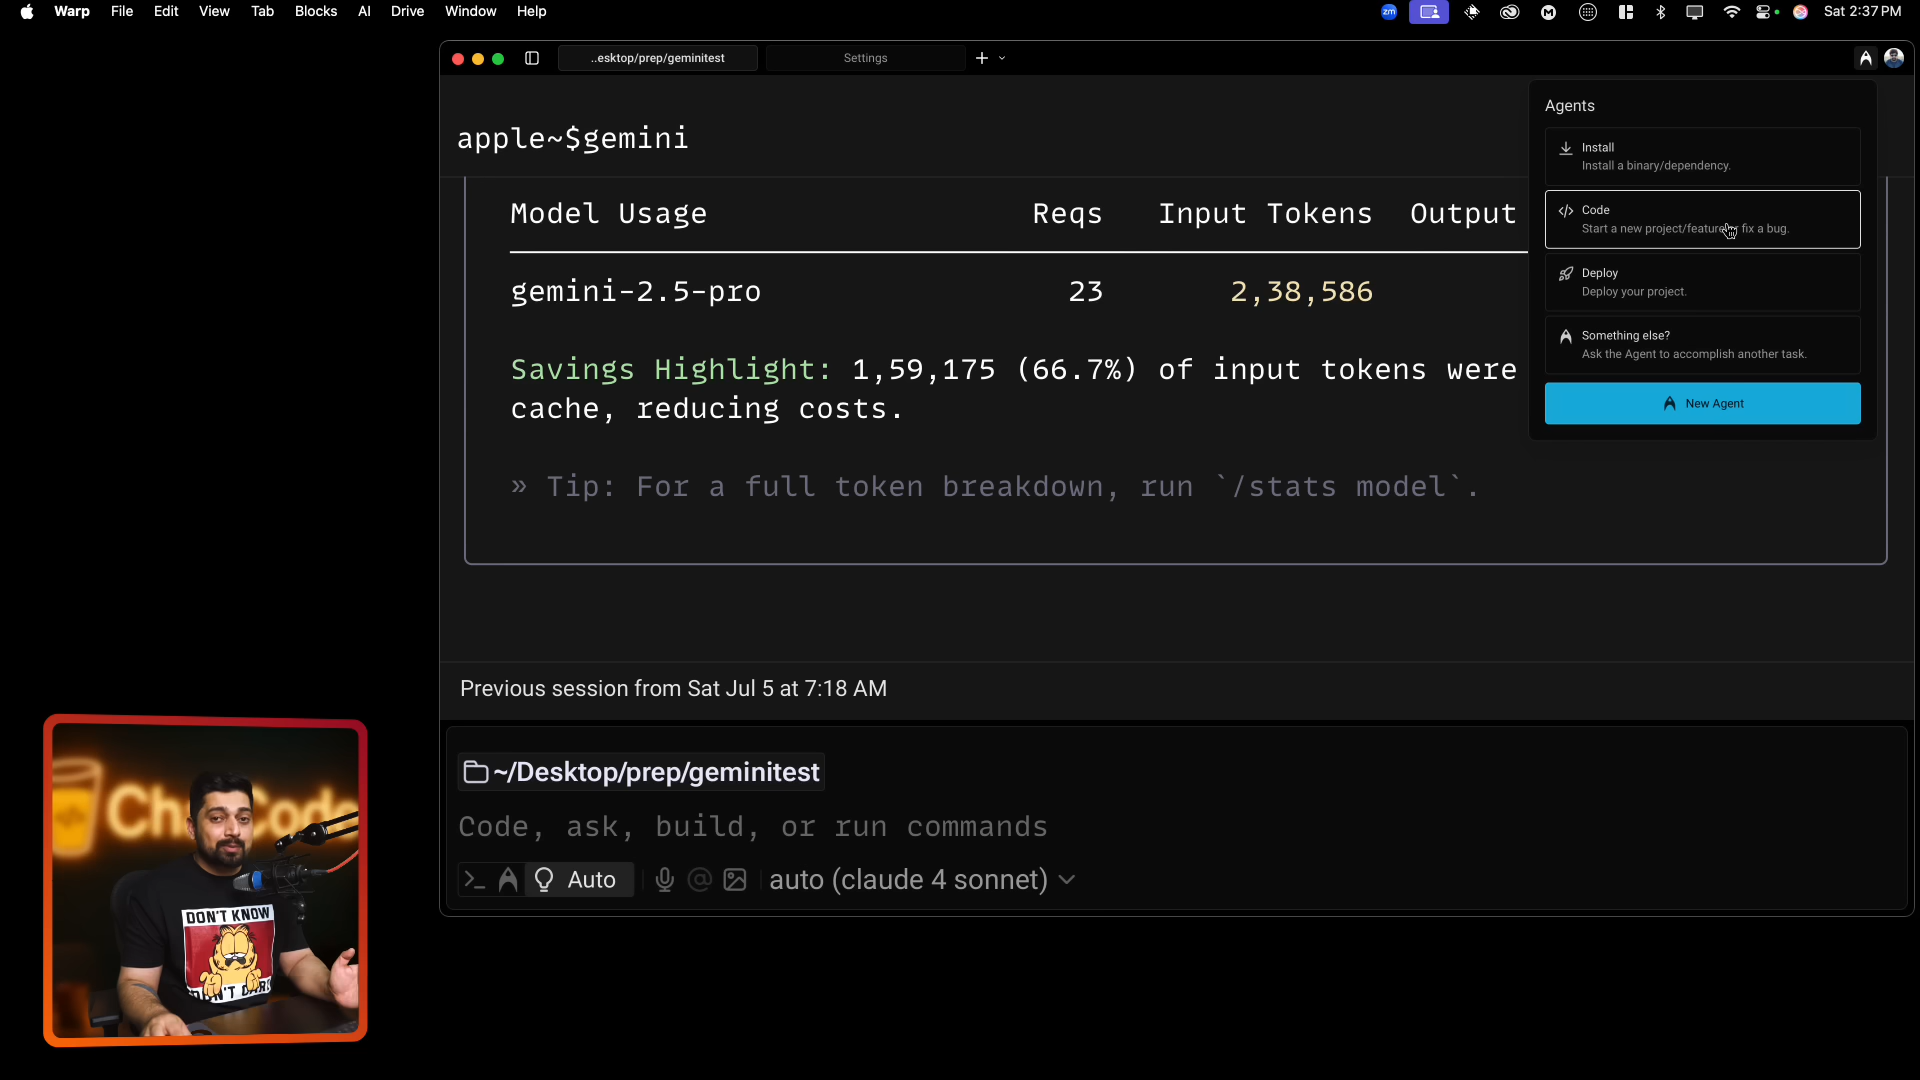 Warp File Edit View Tab Blocks AI Drive Window Help
zm
Sat 2:37 PM
..esktop/prep/geminitest
Settings
apple~$gemini
Model Usage Reqs Input Tokens Output
gemini-2.5-pro 23 2,38,586
Savings Highlight: 1,59,175 (66.7%) of input tokens were
cache, reducing costs.
» Tip: For a full token breakdown, run `/stats model`.
Agents
Install
Install a binary/dependency.
Code
Start a new project/feature or fix a bug.
Deploy
Deploy your project.
Something else?
Ask the Agent to accomplish another task.
New Agent
Previous session from Sat Jul 5 at 7:18 AM
~/Desktop/prep/geminitest
Code, ask, build, or run commands
Auto
auto (claude 4 sonnet)
DON'T KNOW